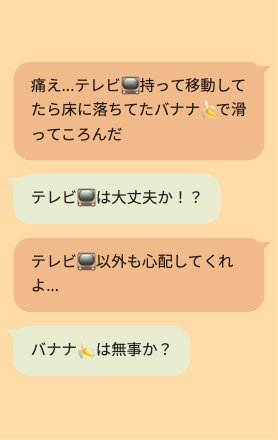 痛え…テレビ📺持って移動して
たら床に落ちてたバナナ🍌で滑
ってころんだ
テレビ📺は大丈夫か！？
テレビ📺以外も心配してくれ
よ…
バナナ🍌は無事か？